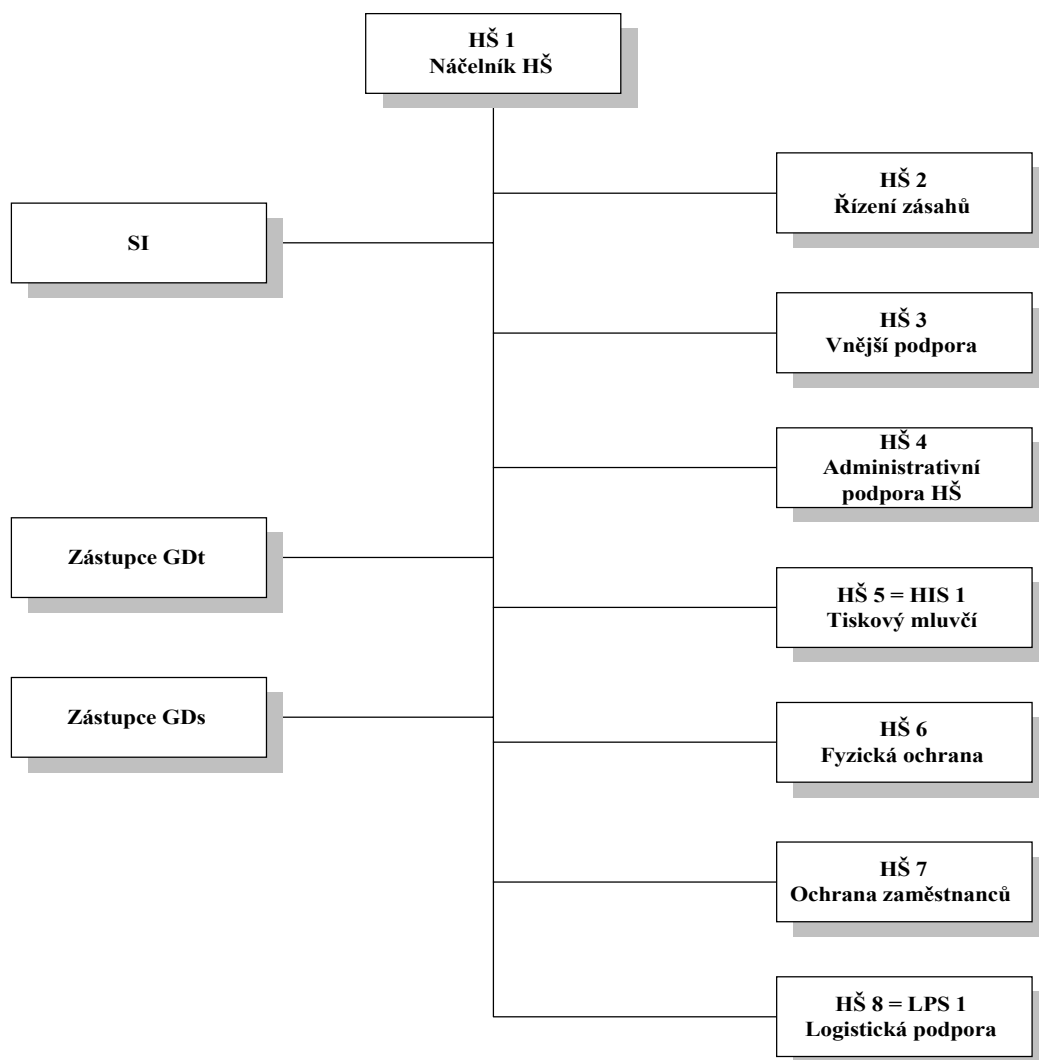 HŠ 1
Náčelník HŠ
HŠ 2
Řízení zásahů
SI
HŠ 3
Vnější podpora
HŠ 4
Administrativní
podpora HŠ
Zástupce GDt
HŠ 5 = HIS 1
Tiskový mluvčí
Zástupce GDs
HŠ 6
Fyzická ochrana
HŠ 7
Ochrana zaměstnanců
HŠ 8 = LPS 1
Logistická podpora